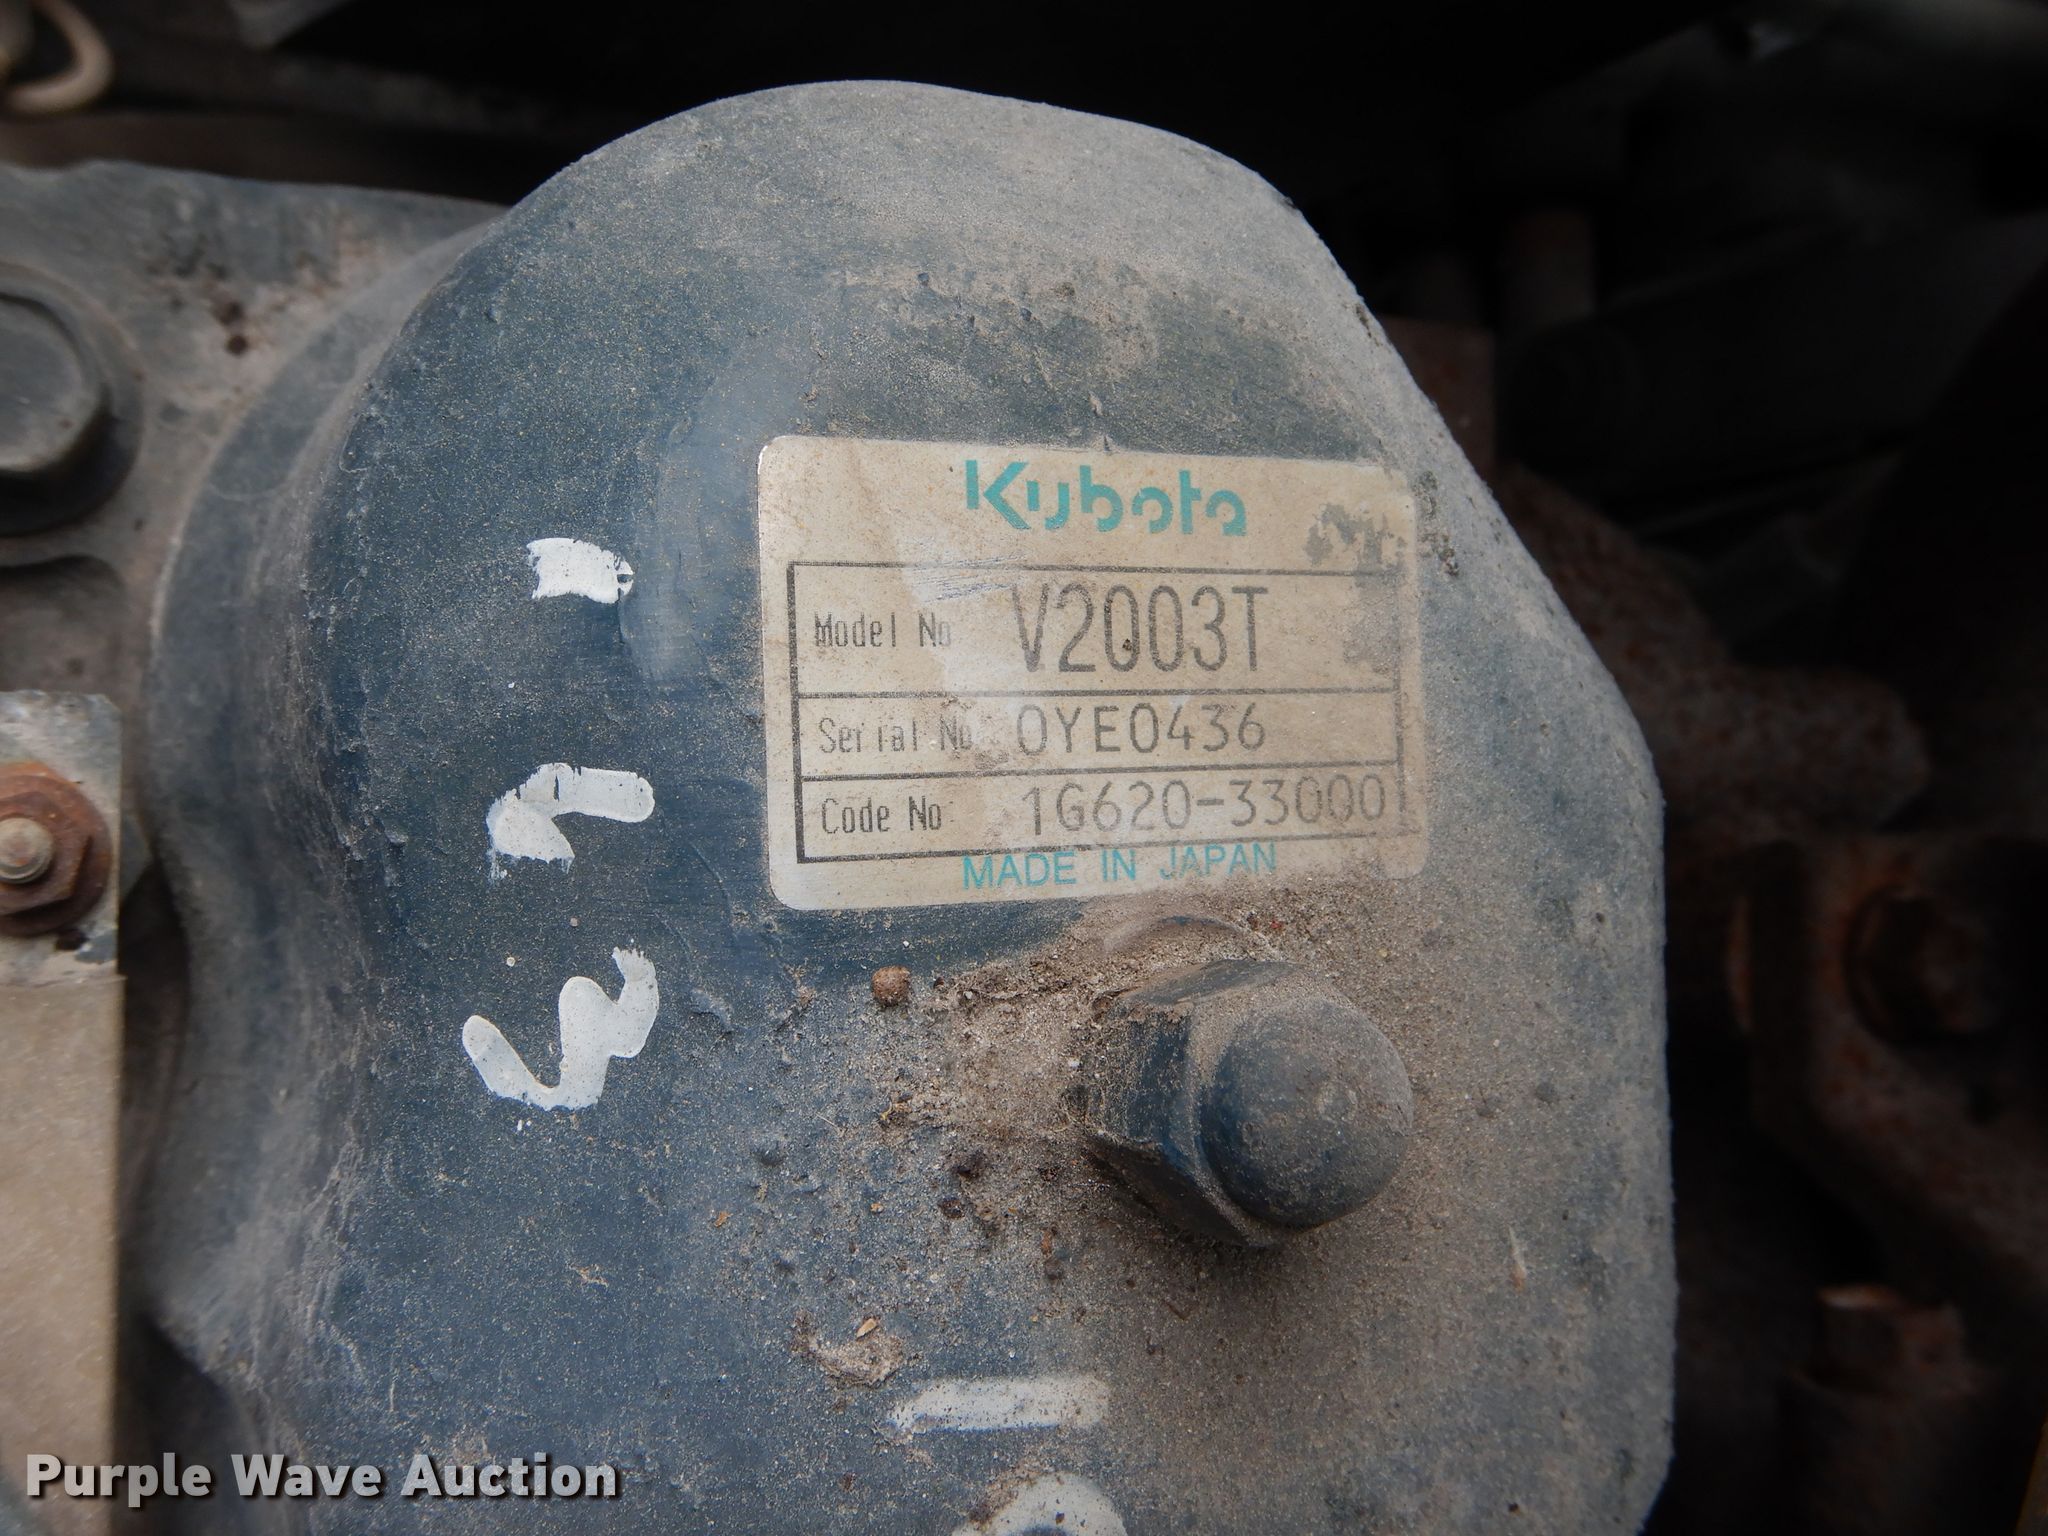 Kubota
Model No V2003T
Serial No 0YE0436
Code No 1G620-33000
MADE IN JAPAN
Purple Wave Auction